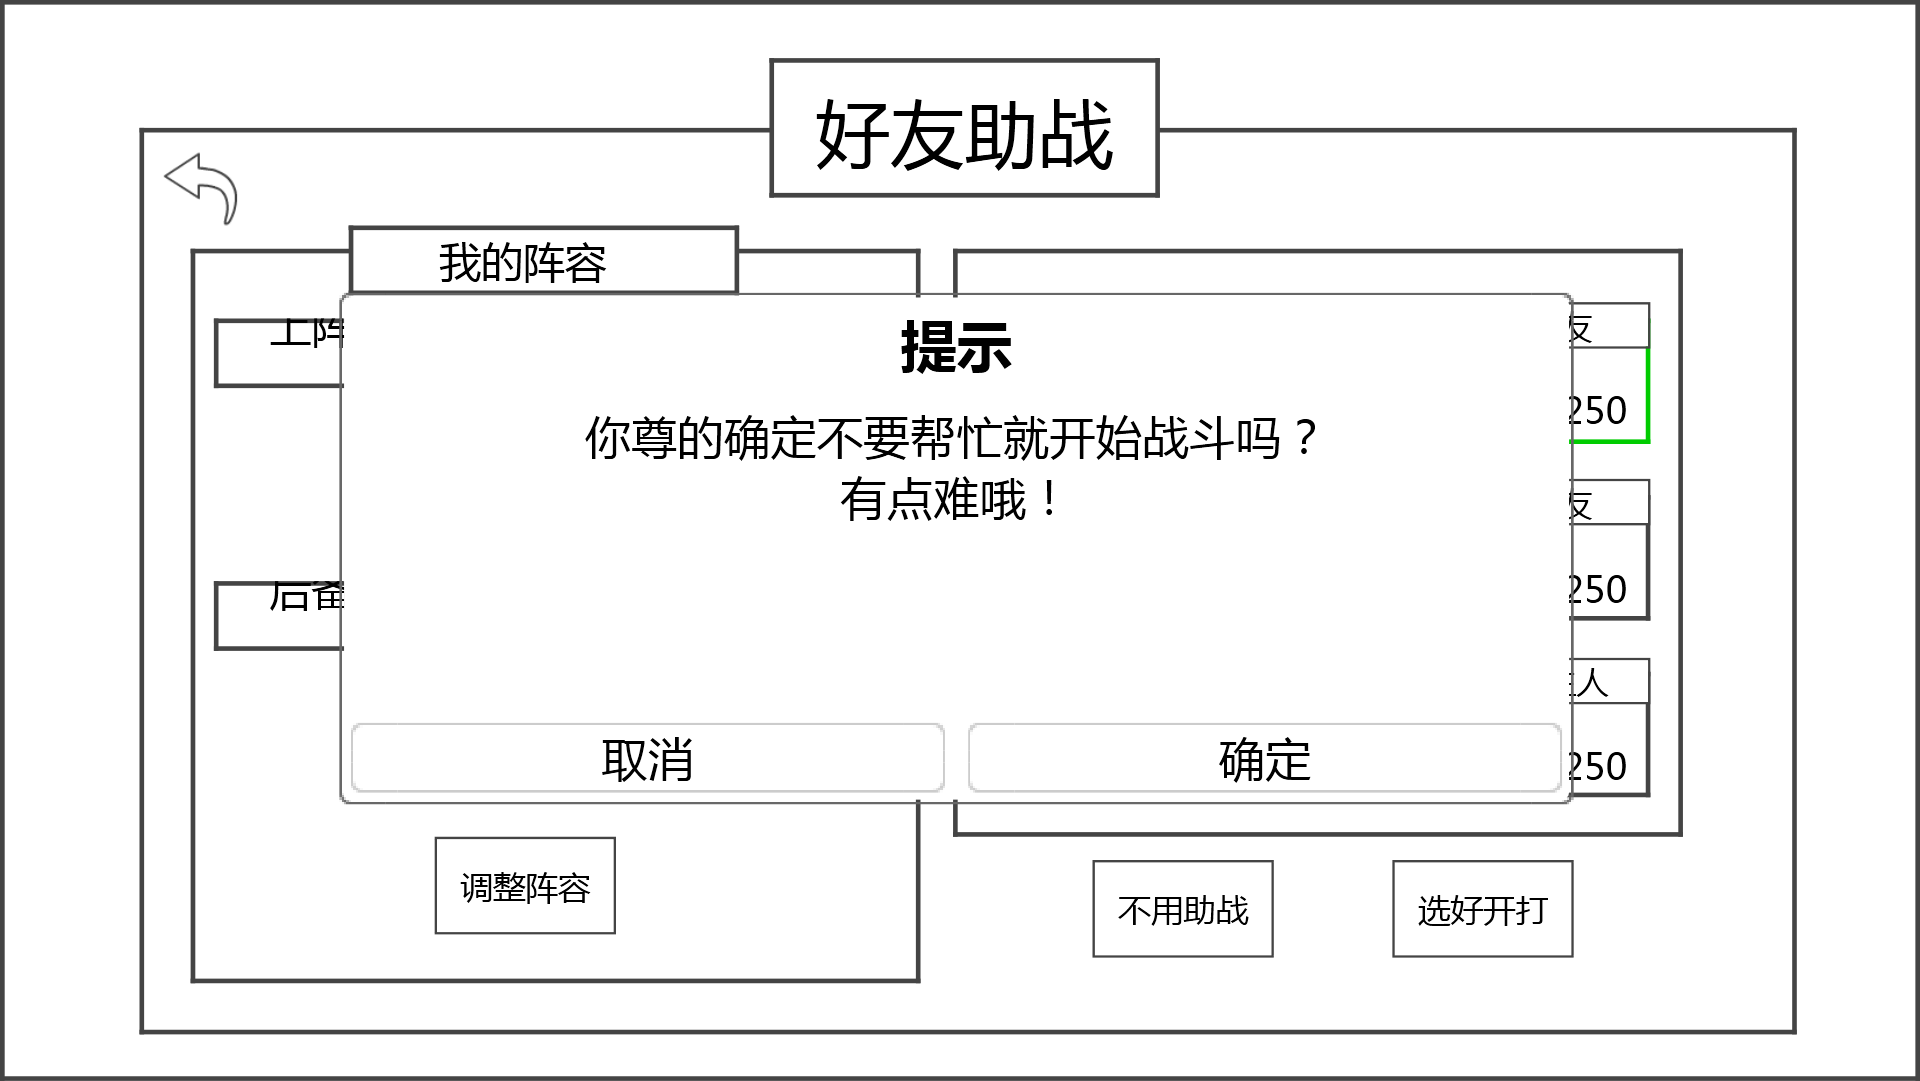 好友助战
我的阵容
提示
你尊的确定不要帮忙就开始战斗吗？
有点难哦！
取消
确定
上阵
后备
友
250
友
250
人
250
调整阵容
不用助战
选好开打